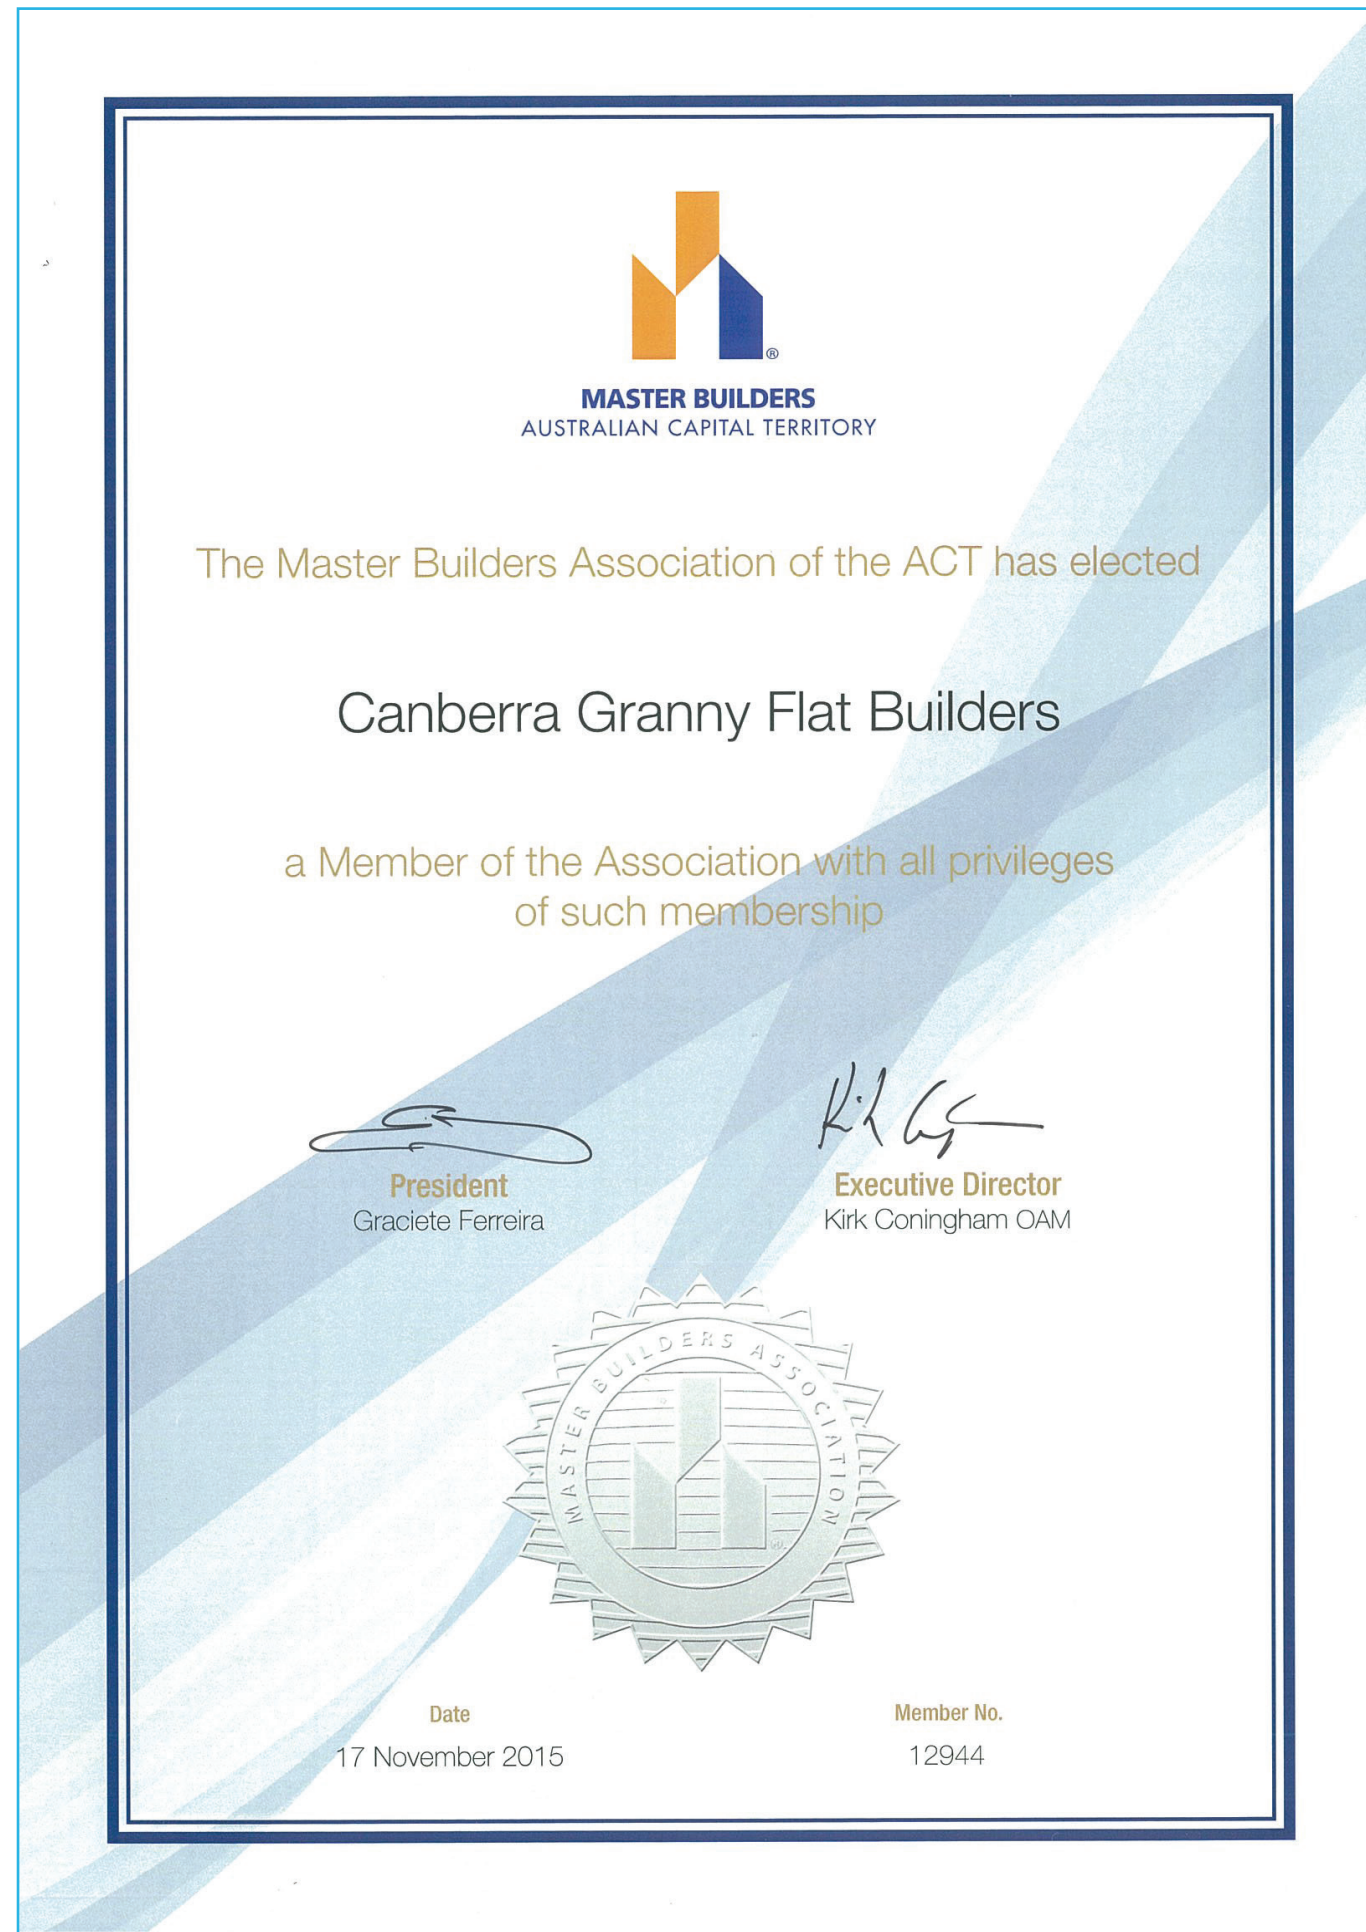 ®
MASTER BUILDERS
AUSTRALIAN CAPITAL TERRITORY
The Master Builders Association of the ACT has elected
Canberra Granny Flat Builders
a Member of the Association with all privileges
of such membership
President
Graciete Ferreira
Executive Director
Kirk Coningham OAM
MASTER BUILDERS ASSOCIATION
Date
17 November 2015
Member No.
12944